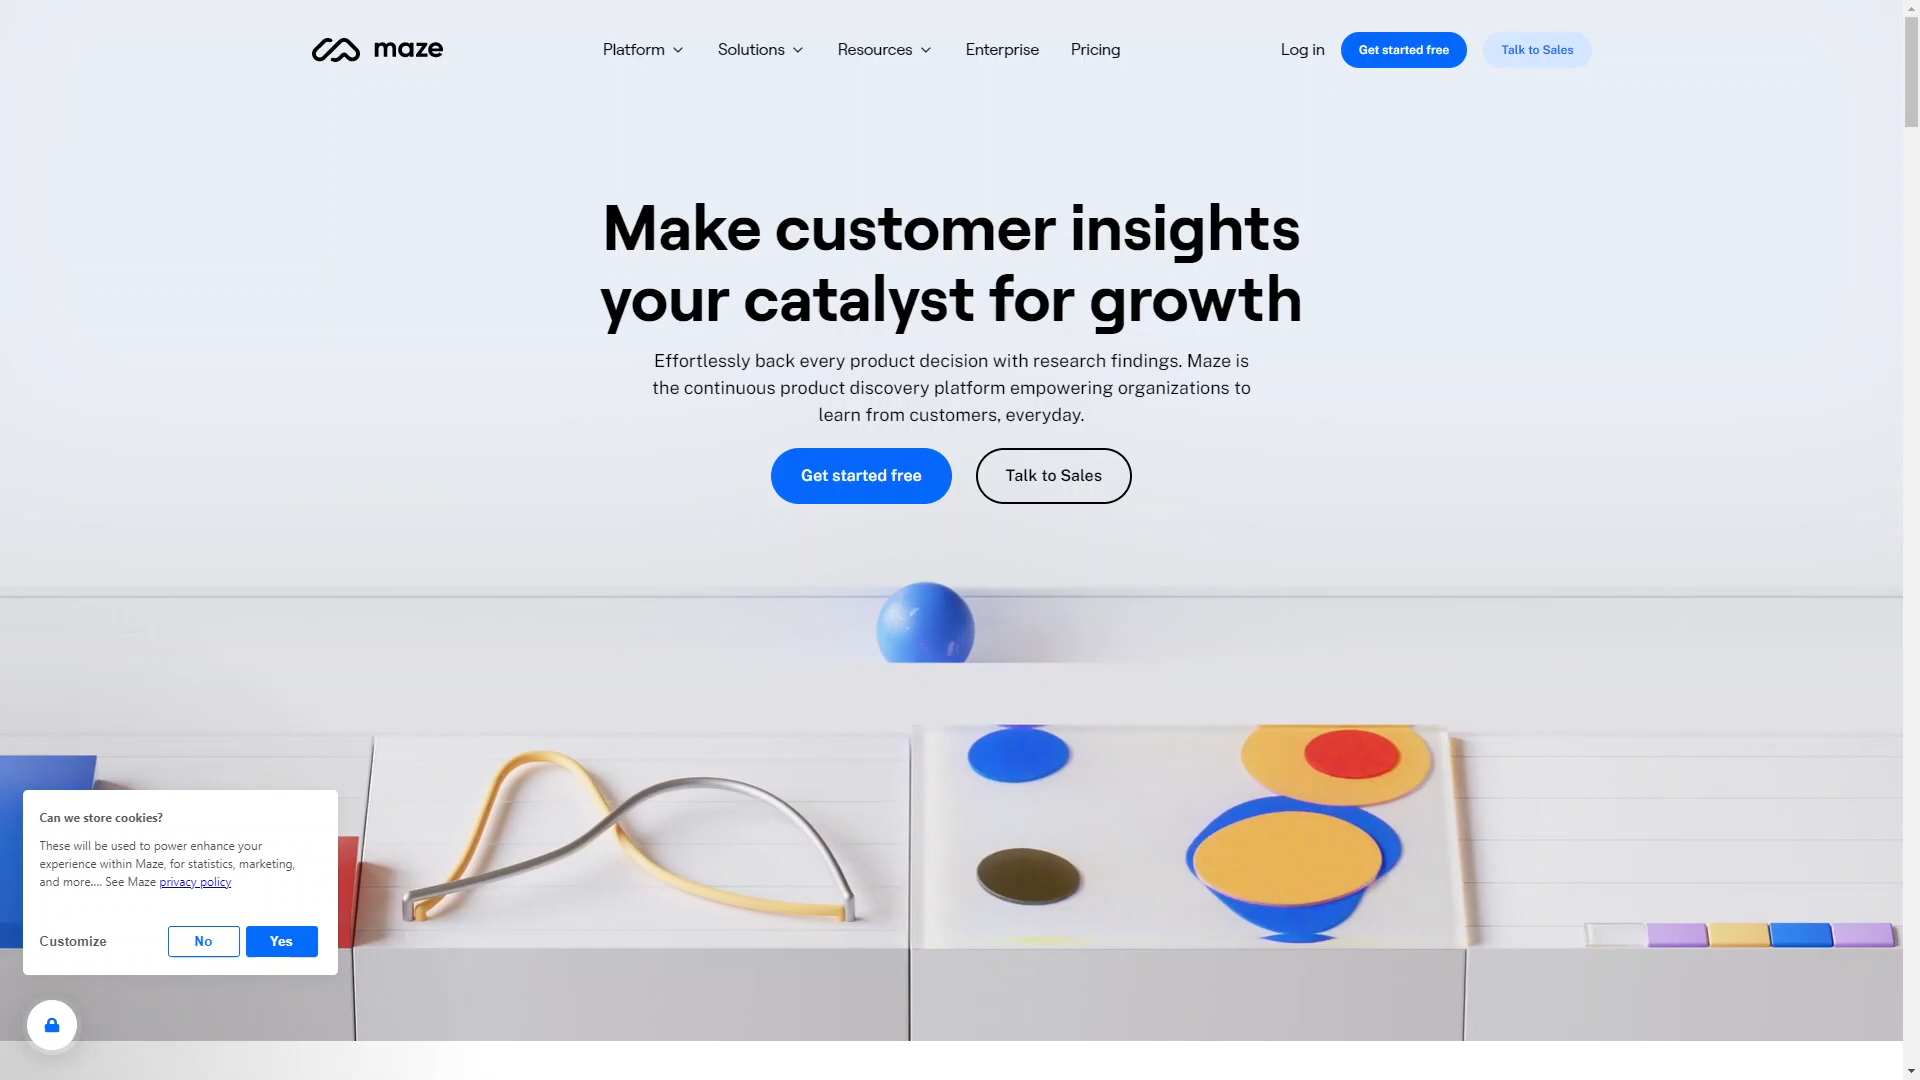 maze
Platform
Solutions
Resources
Enterprise
Pricing
Log in
Get started free
Talk to Sales
Make customer insights
your catalyst for growth
Effortlessly back every product decision with research findings. Maze is
the continuous product discovery platform empowering organizations to
learn from customers, everyday.
Get started free
Talk to Sales
Can we store cookies?
These will be used to power enhance your
experience within Maze, for statistics, marketing,
and more.... See Maze privacy policy
Customize
No
Yes